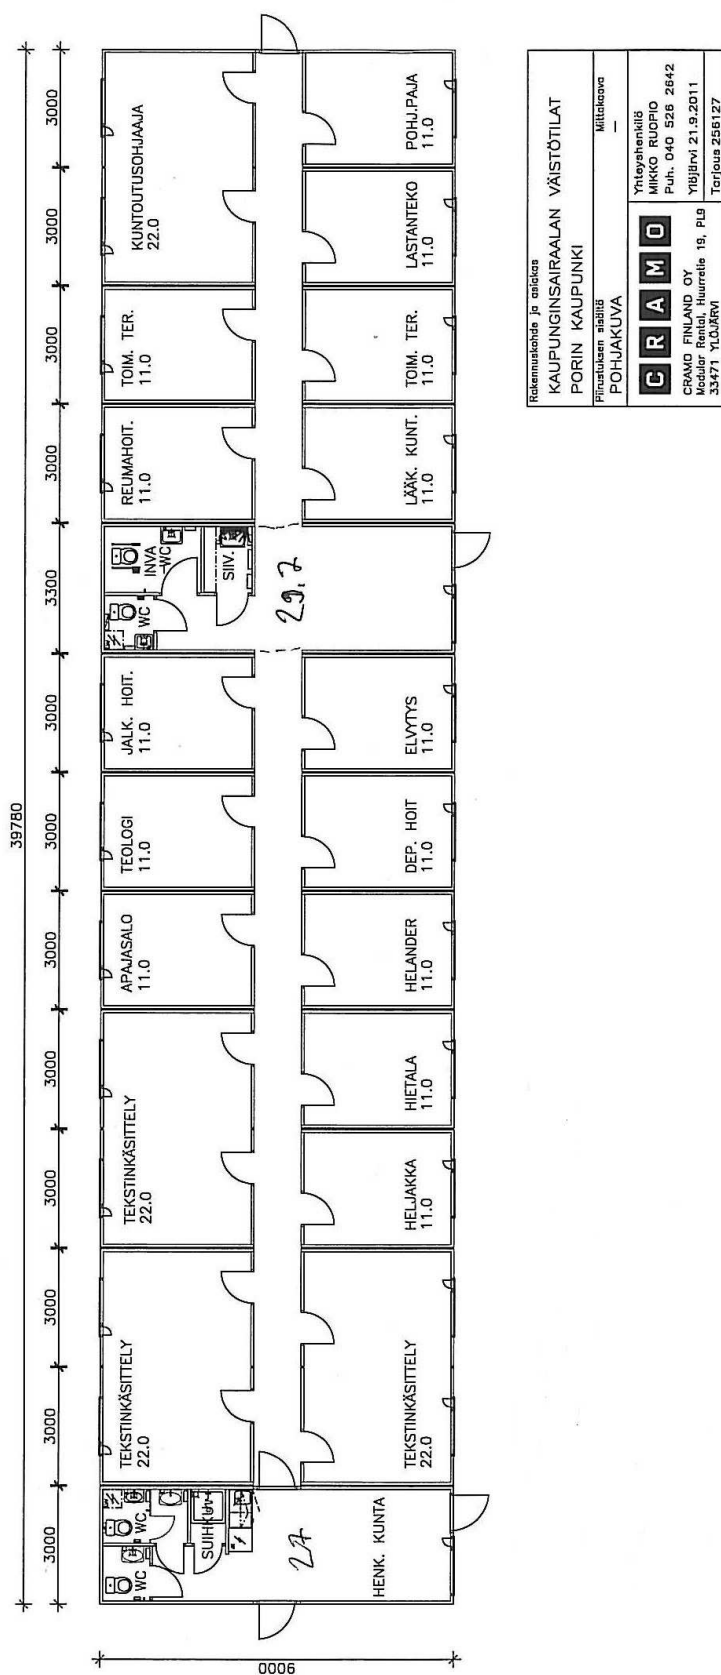 39780
3000 3000 3000 3000 3000 3000 3000 3000 3300 3000 3000 3000 3000
9000
WC
WC
SUIHKU
TEKSTINKÄSITTELY
22.0
TEKSTINKÄSITTELY
22.0
APAJASALO
11.0
TEOLOGI
11.0
JALK. HOIT.
11.0
WC
INVA
-WC
SIIV.
REUMAHOIT.
11.0
TOIM. TER.
11.0
KUNTOUTUSOHJAAJA
22.0
27
29.7
HENK. KUNTA
TEKSTINKÄSITTELY
22.0
HELJAKKA
11.0
HIETALA
11.0
HELANDER
11.0
DEP. HOIT
11.0
ELVYTYS
11.0
LÄÄK. KUNT.
11.0
TOIM. TER.
11.0
LASTANTEKO
11.0
POHJ.PAJA
11.0
Rakennuskohde ja asiakas
KAUPUNGINSAIRAALAN VÄISTÖTILAT
PORIN KAUPUNKI
Piirustuksen sisältö
POHJAKUVA
Mittakaava
—
CRAMO
CRAMO FINLAND OY
Modular Rental, Huurretie 19, PL9
33471 YLÖJÄRVI
Yhteyshenkilö
MIKKO RUOPIO
Puh. 040 526 2642
Ylöjärvi 21.9.2011
Tarjous 256127